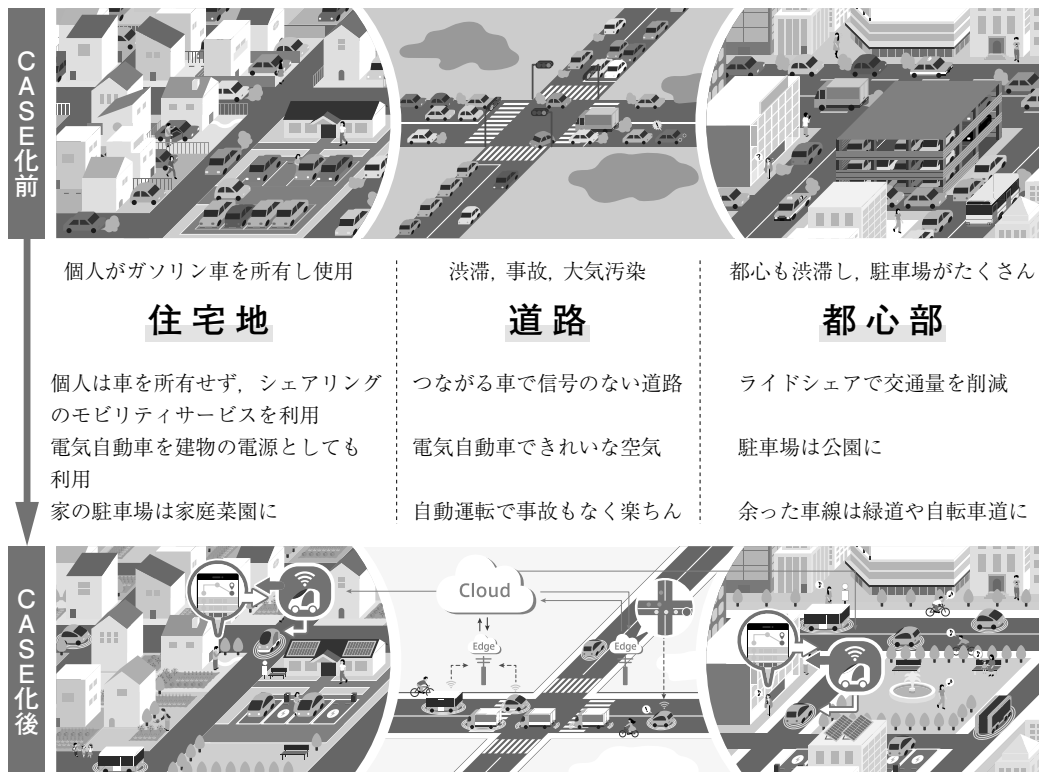 CASE化前
個人がガソリン車を所有し使用
住宅地
個人は車を所有せず，シェアリング
のモビリティサービスを利用
電気自動車を建物の電源としても
利用
家の駐車場は家庭菜園に
渋滞，事故，大気汚染
道路
つながる車で信号のない道路
電気自動車できれいな空気
自動運転で事故もなく楽ちん
都心も渋滞し，駐車場がたくさん
都心部
ライドシェアで交通量を削減
駐車場は公園に
余った車線は緑道や自転車道に
CASE化後
Cloud
Edge
Edge